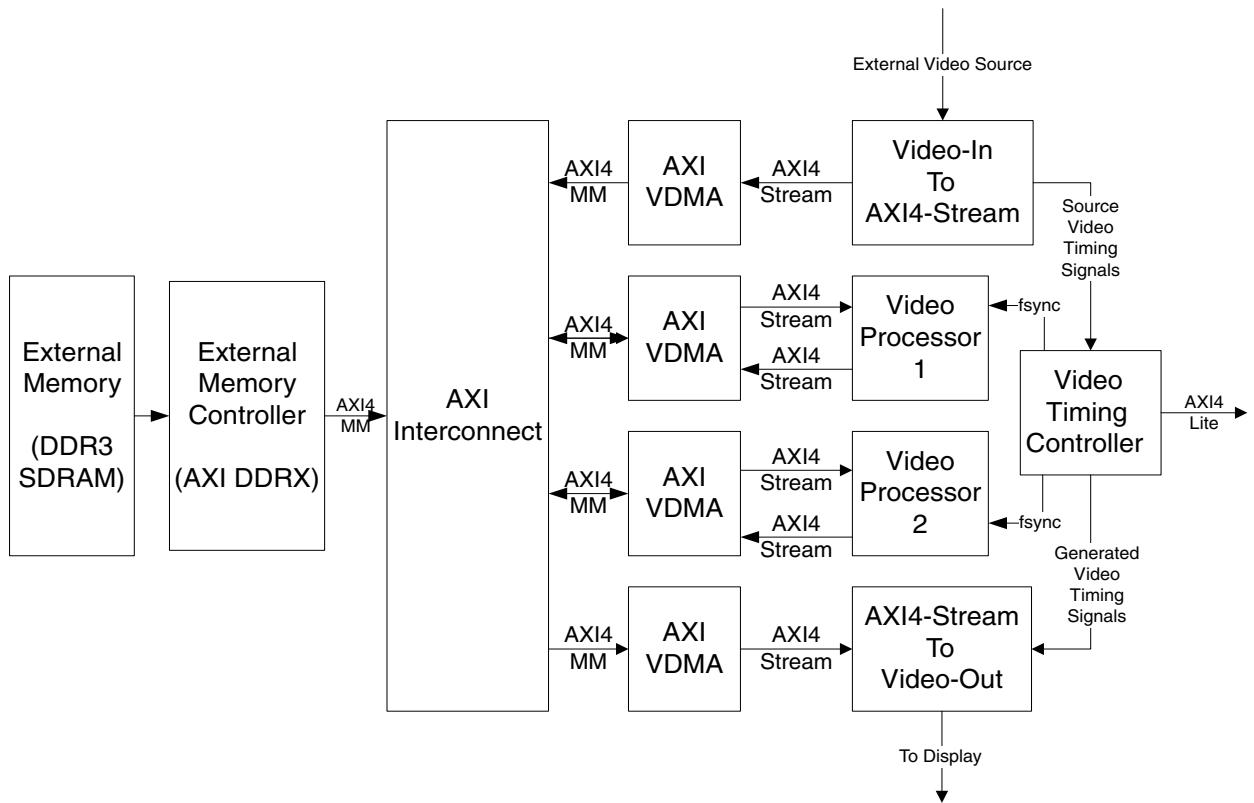 External Video Source
Video-In
To
AXI4-Stream
AXI4
Stream
AXI
VDMA
AXI4
MM
Source
Video
Timing
Signals
External
Memory
(DDR3
SDRAM)
External
Memory
Controller
(AXI DDRX)
AXI4
MM
AXI
Interconnect
AXI4
MM
AXI
VDMA
AXI4
Stream
AXI4
Stream
Video
Processor
1
fsync
Video
Timing
Controller
AXI4
Lite
AXI4
MM
AXI
VDMA
AXI4
Stream
AXI4
Stream
Video
Processor
2
fsync
Generated
Video
Timing
Signals
AXI4
MM
AXI
VDMA
AXI4
Stream
AXI4-Stream
To
Video-Out
To Display